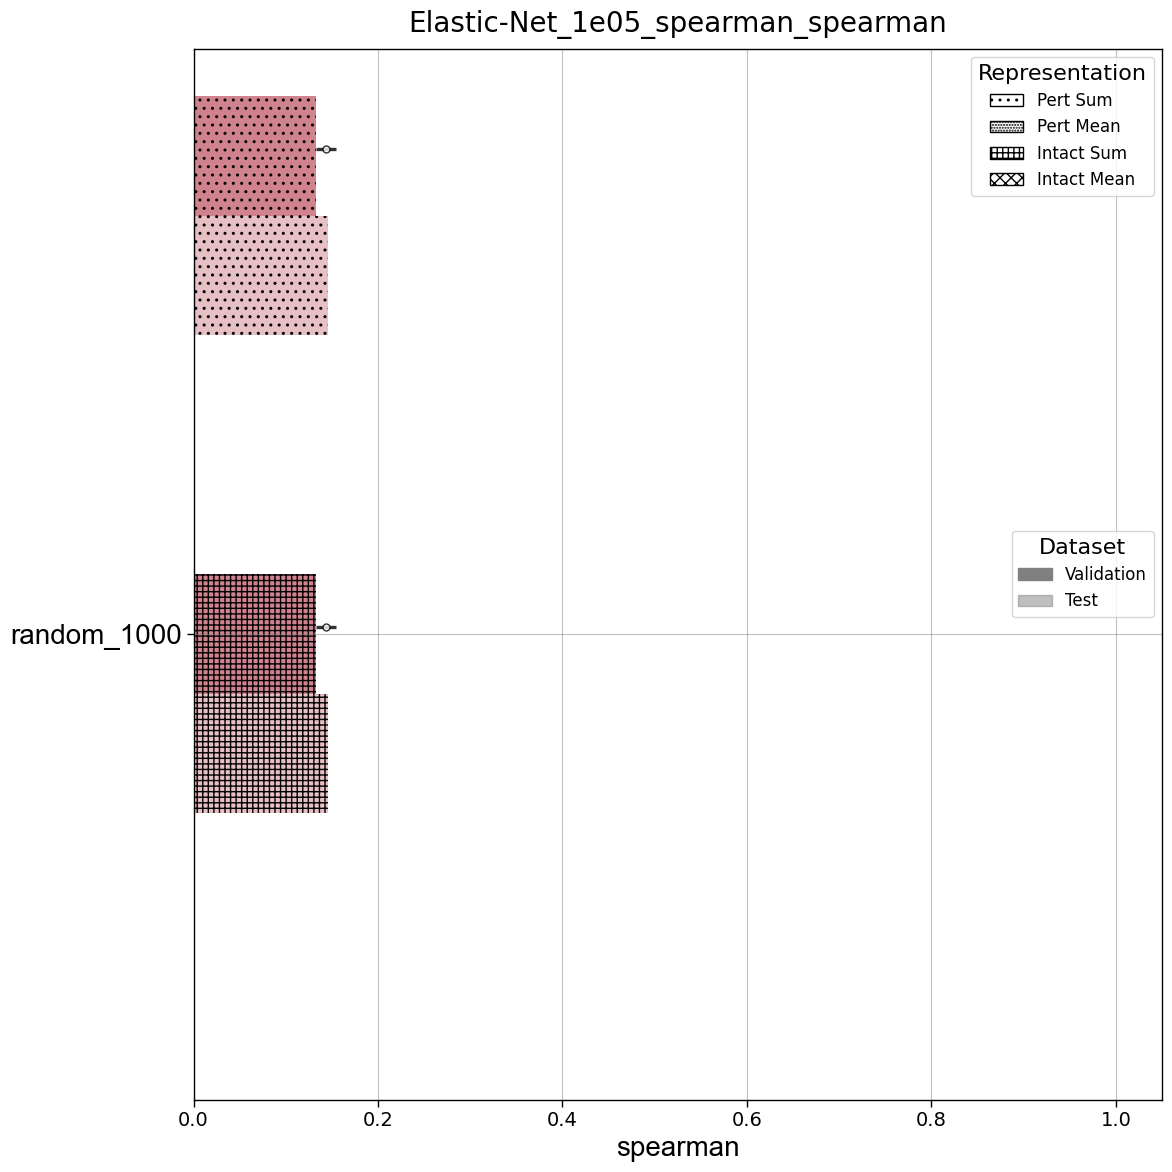 Elastic-Net_1e05_spearman_spearman
Representation
Pert Sum
Pert Mean
Intact Sum
Intact Mean
Dataset
Validation
Test
random_1000
0.0
0.2
0.4
0.6
0.8
1.0
spearman